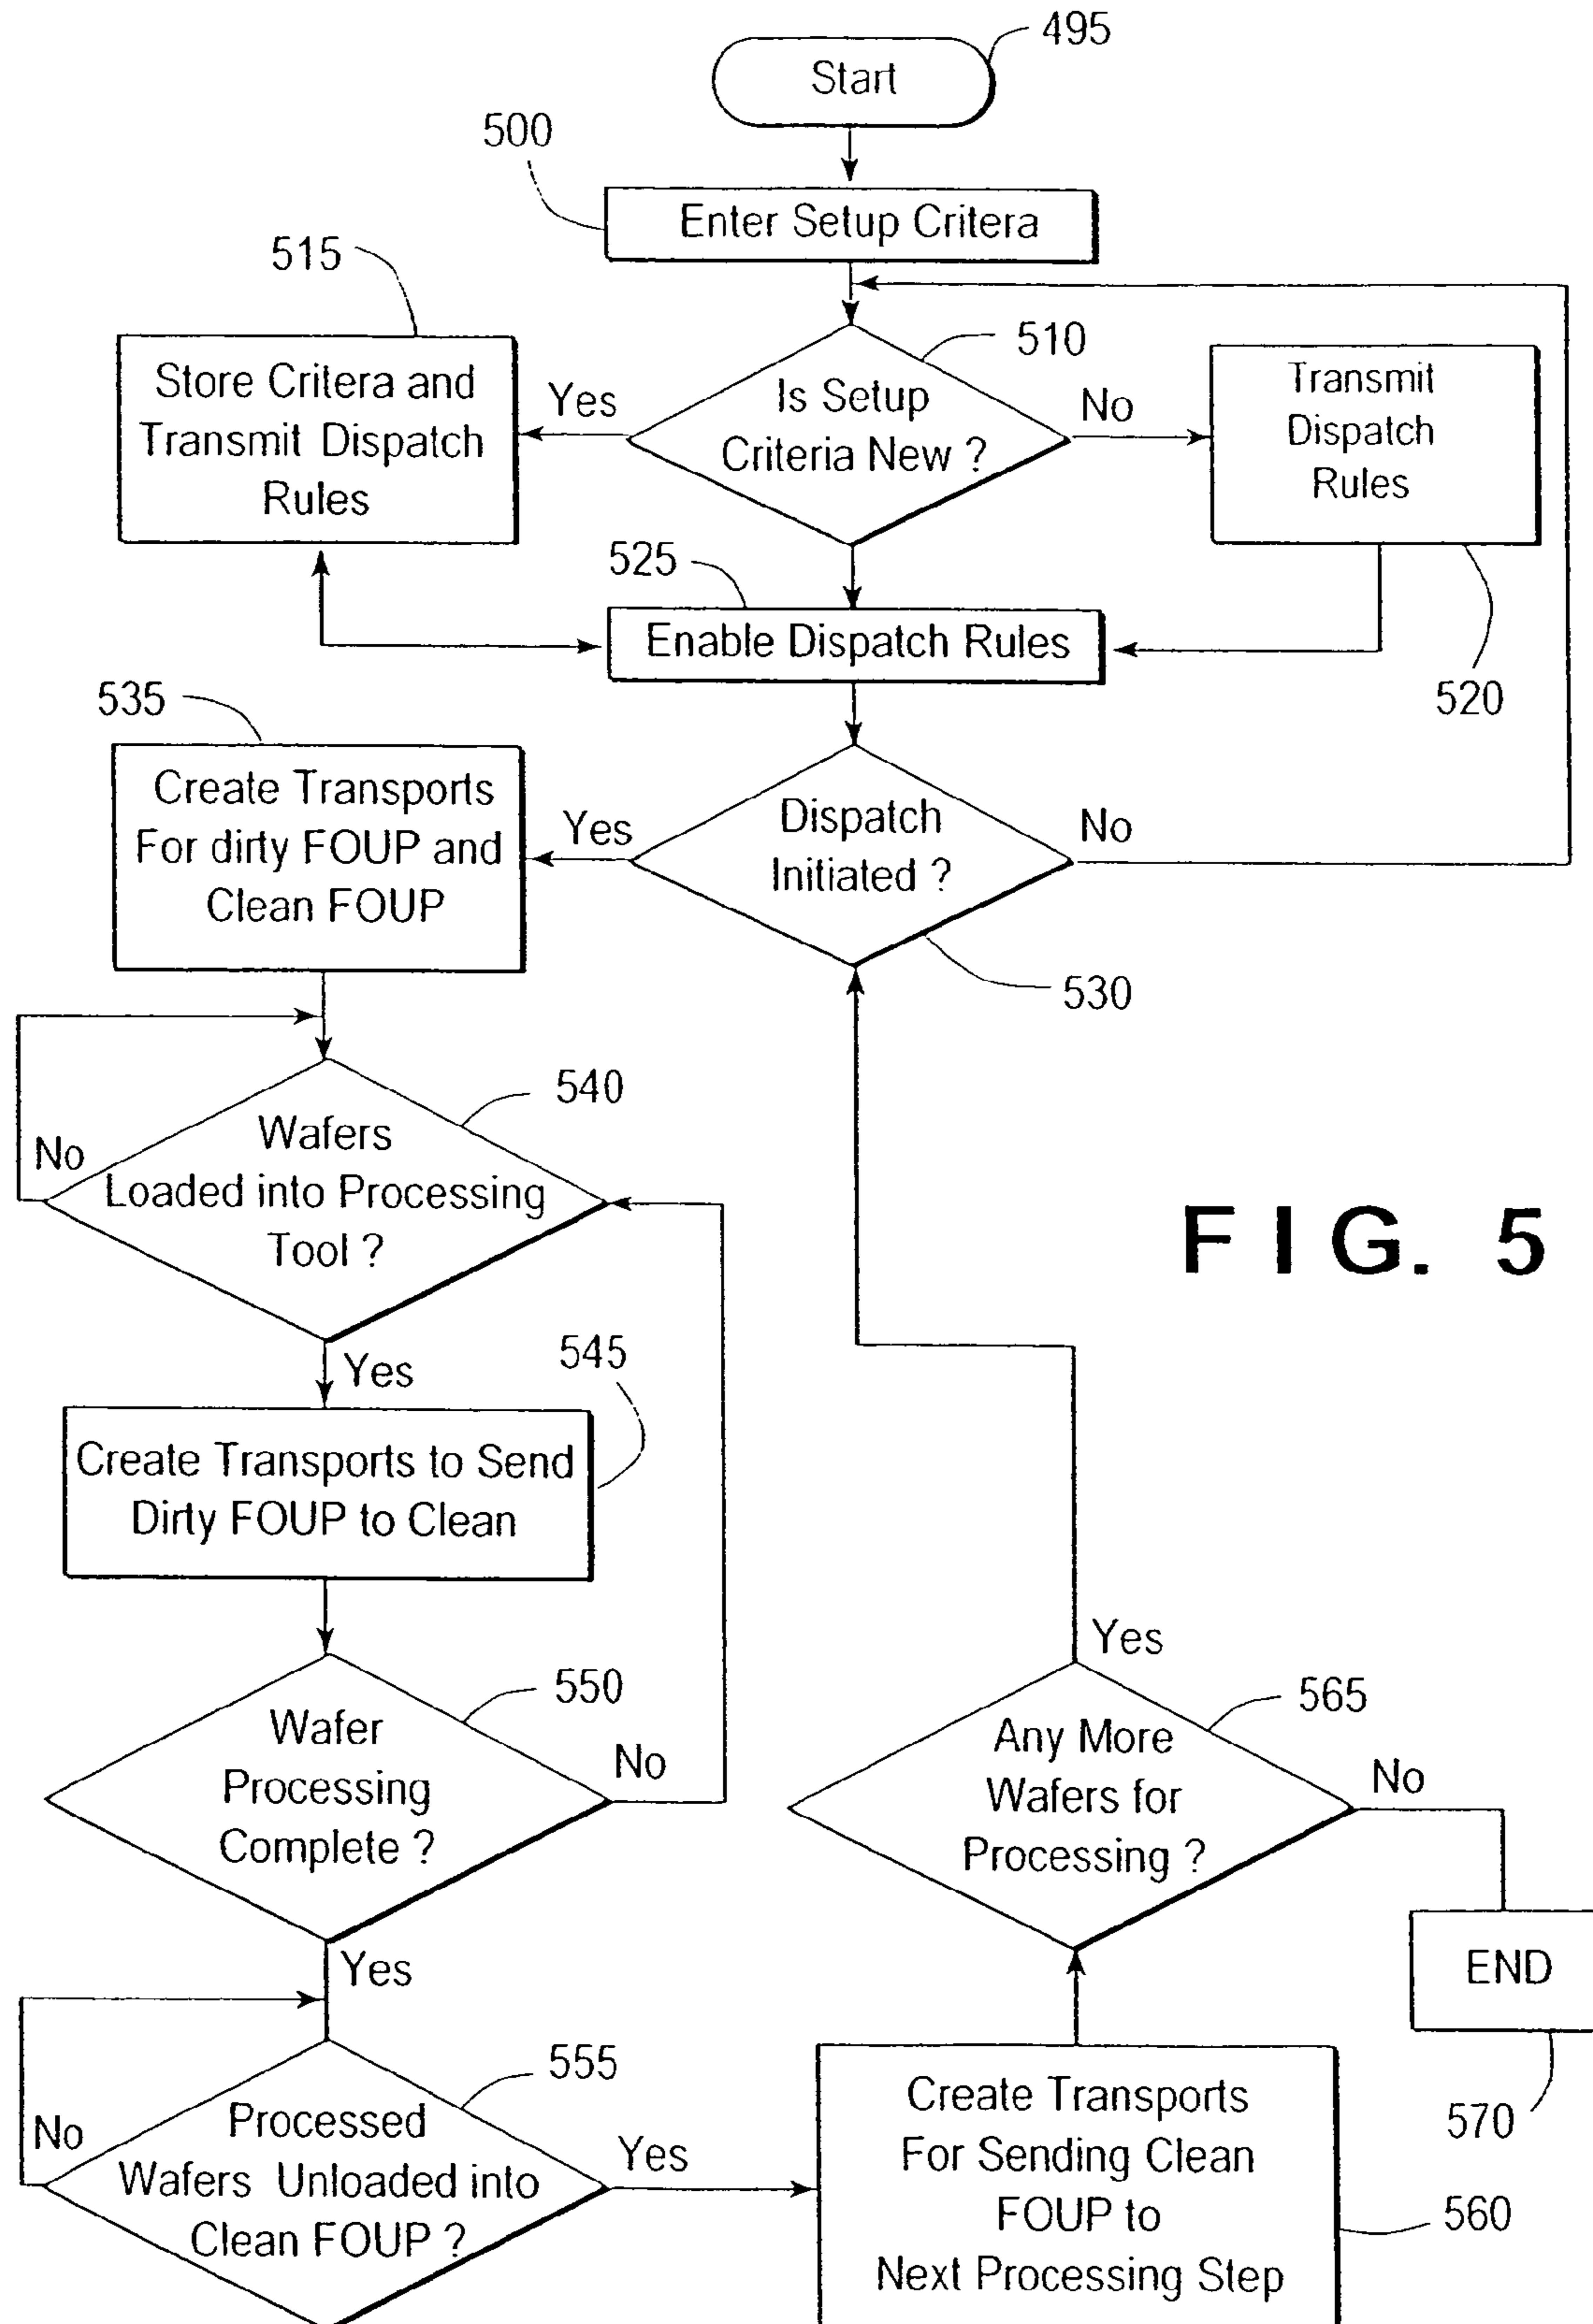 495
Start
500
Enter Setup Critera
515
510
Store Critera and
Transmit Dispatch
Rules
Yes
Is Setup
Criteria New ?
No
Transmit
Dispatch
Rules
525
Enable Dispatch Rules
520
535
Create Transports
For dirty FOUP and
Clean FOUP
Yes
Dispatch
Initiated ?
No
530
540
No
Wafers
Loaded into Processing
Tool ?
FIG. 5
Yes
545
Create Transports to Send
Dirty FOUP to Clean
Yes
550
565
Wafer
Processing
Complete ?
No
Any More
Wafers for
Processing ?
No
Yes
END
570
555
No
Processed
Wafers Unloaded into
Clean FOUP ?
Yes
Create Transports
For Sending Clean
FOUP to
Next Processing Step
560